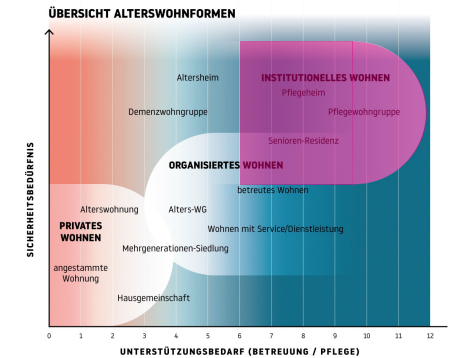 ÜBERSICHT ALTERSWOHNFORMEN
SICHERHEITSBEDÜRFNIS
Altersheim
INSTITUTIONELLES WOHNEN
Pflegeheim
Demenzwohngruppe
Pflegewohngruppe
Senioren-Residenz
ORGANISIERTES WOHNEN
betreutes Wohnen
Alterswohnung
Alters-WG
PRIVATES
WOHNEN
Wohnen mit Service/Dienstleistung
Mehrgenerationen-Siedlung
angestammte
Wohnung
Hausgemeinschaft
0 1 2 3 4 5 6 7 8 9 10 11 12
UNTERSTÜTZUNGSBEDARF (BETREUUNG / PFLEGE)